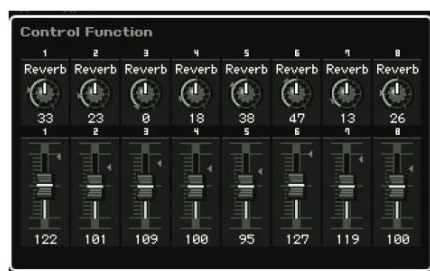 Control Function
1 2 3 4 5 6 7 8
Reverb Reverb Reverb Reverb Reverb Reverb Reverb Reverb
33 23 0 18 38 47 13 26
1 2 3 4 5 6 7 8
122 101 109 100 95 127 119 100